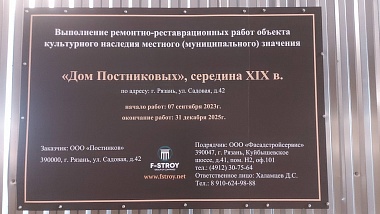 Выполнение ремонтно-реставрационных работ объекта
культурного наследия местного (муниципального) значения
«Дом Постниковых», середина XIX в.
по адресу: г. Рязань, ул. Садовая, д.42
начало работ: 07 сентября 2023г.
окончание работ: 31 декабря 2025г.
Заказчик: ООО «Постников»
390000, г. Рязань, ул. Садовая, д.42
F-STROY
www.fstroy.net
Подрядчик: ООО «Фасадстройсервис»
390047, г. Рязань, Куйбышевское
шоссе, д.41, пом. Н2, оф.101
тел.: (4912) 30-75-64
Ответственное лицо: Халамцев Д.С.
Тел.: 8 910-624-98-88